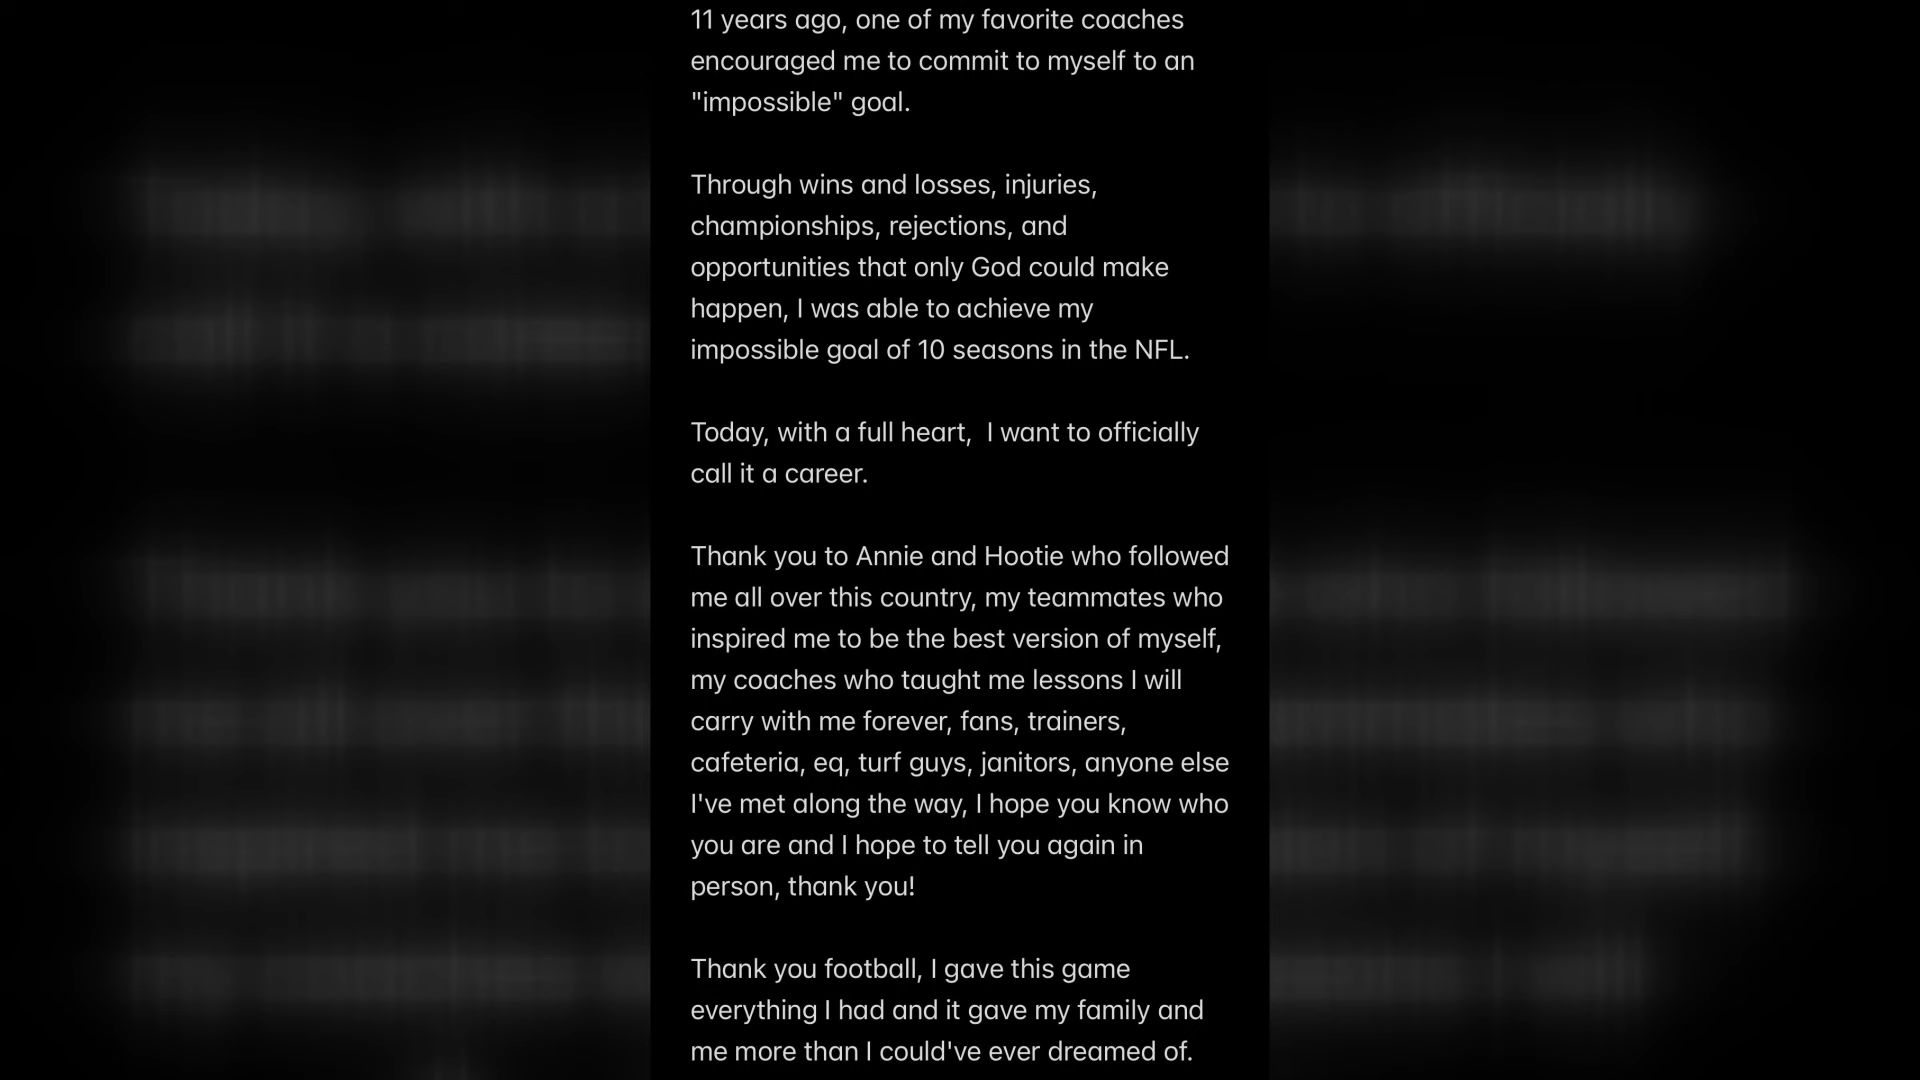 11 years ago, one of my favorite coaches
encouraged me to commit to myself to an
"impossible" goal.
Through wins and losses, injuries,
championships, rejections, and
opportunities that only God could make
happen, I was able to achieve my
impossible goal of 10 seasons in the NFL.
Today, with a full heart,  I want to officially
call it a career.
Thank you to Annie and Hootie who followed
me all over this country, my teammates who
inspired me to be the best version of myself,
my coaches who taught me lessons I will
carry with me forever, fans, trainers,
cafeteria, eq, turf guys, janitors, anyone else
I've met along the way, I hope you know who
you are and I hope to tell you again in
person, thank you!
Thank you football, I gave this game
everything I had and it gave my family and
me more than I could've ever dreamed of.